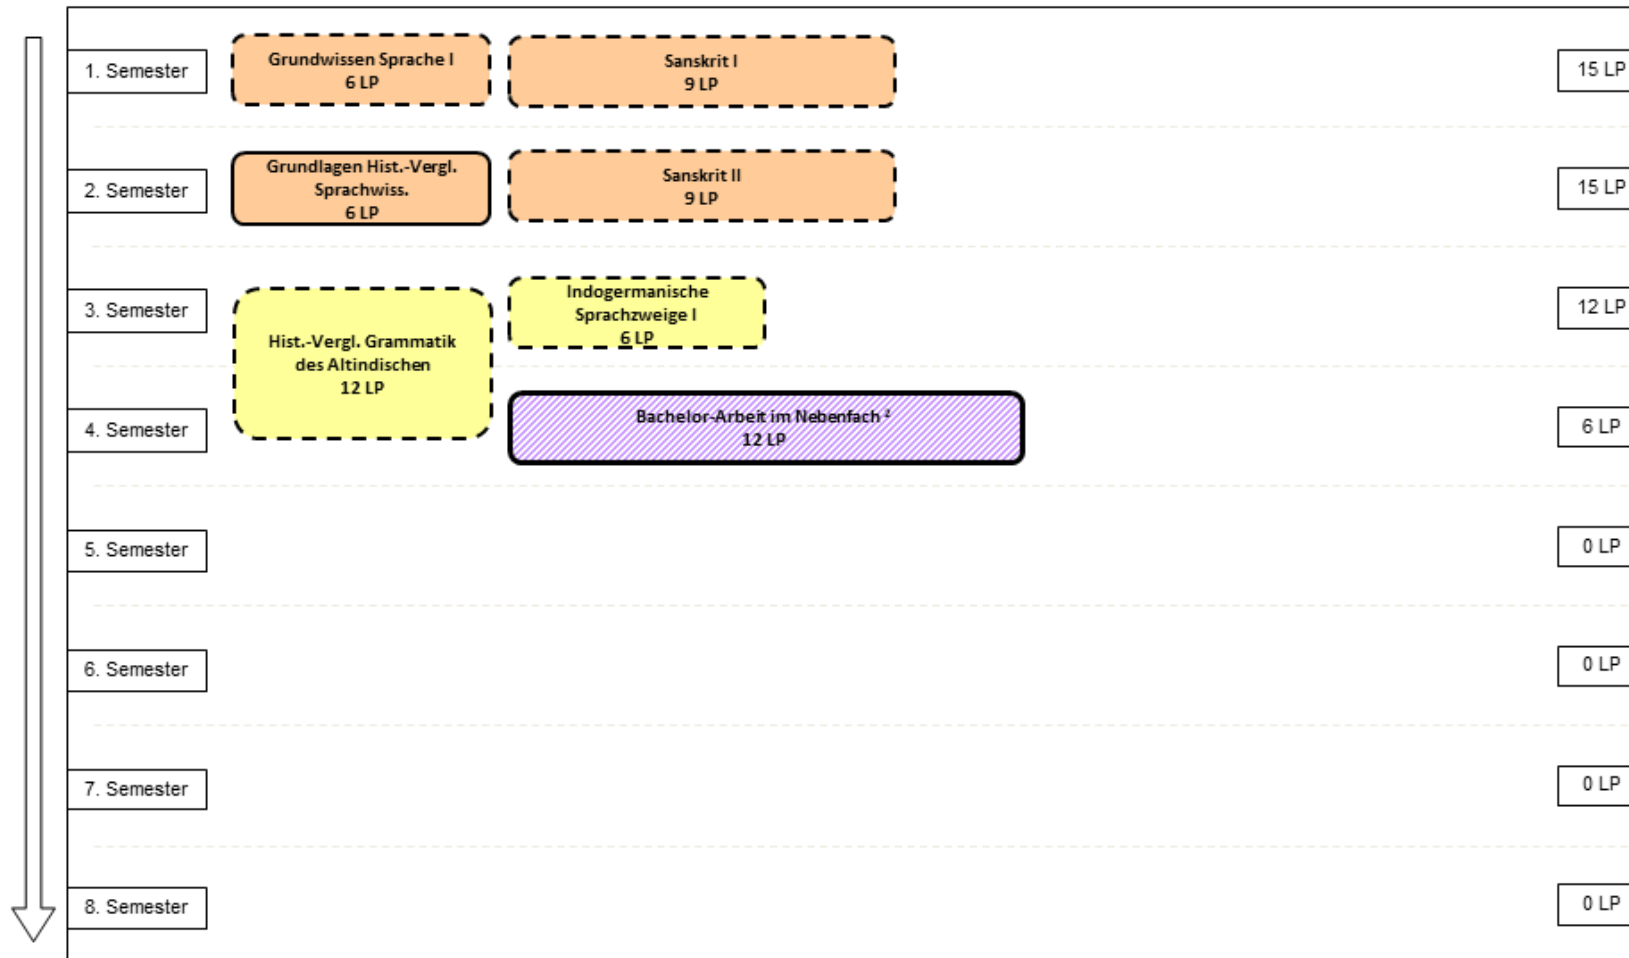 1. Semester
Grundwissen Sprache I
6 LP
Sanskrit I
9 LP
15 LP
2. Semester
Grundlagen Hist.-Vergl.
Sprachwiss.
6 LP
Sanskrit II
9 LP
15 LP
3. Semester
Hist.-Vergl. Grammatik
des Altindischen
12 LP
Indogermanische
Sprachzweige I
6 LP
12 LP
4. Semester
Bachelor-Arbeit im Nebenfach ²
12 LP
6 LP
5. Semester
0 LP
6. Semester
0 LP
7. Semester
0 LP
8. Semester
0 LP